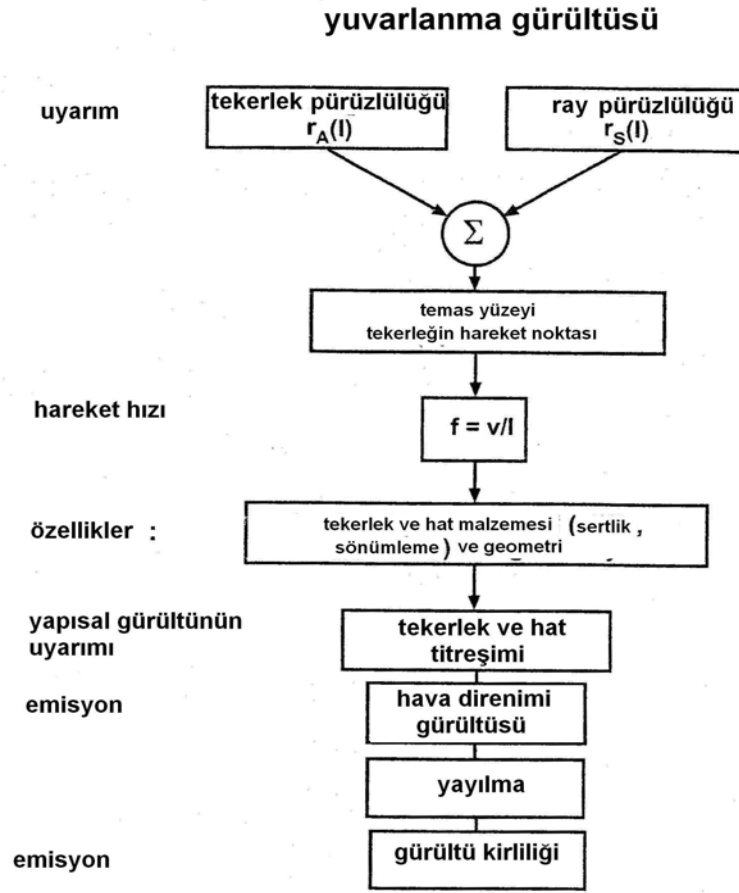 yuvarlanma gürültüsü
uyarım
tekerlek pürüzlülüğü
r_A(l)
ray pürüzlülüğü
r_S(l)
Σ
temas yüzeyi
tekerleğin hareket noktası
hareket hızı
f = v/l
özellikler :
tekerlek ve hat malzemesi (sertlik ,
sönümleme) ve geometri
yapısal gürültünün
uyarımı
tekerlek ve hat
titreşimi
emisyon
hava direnimi
gürültüsü
yayılma
emisyon
gürültü kirliliği